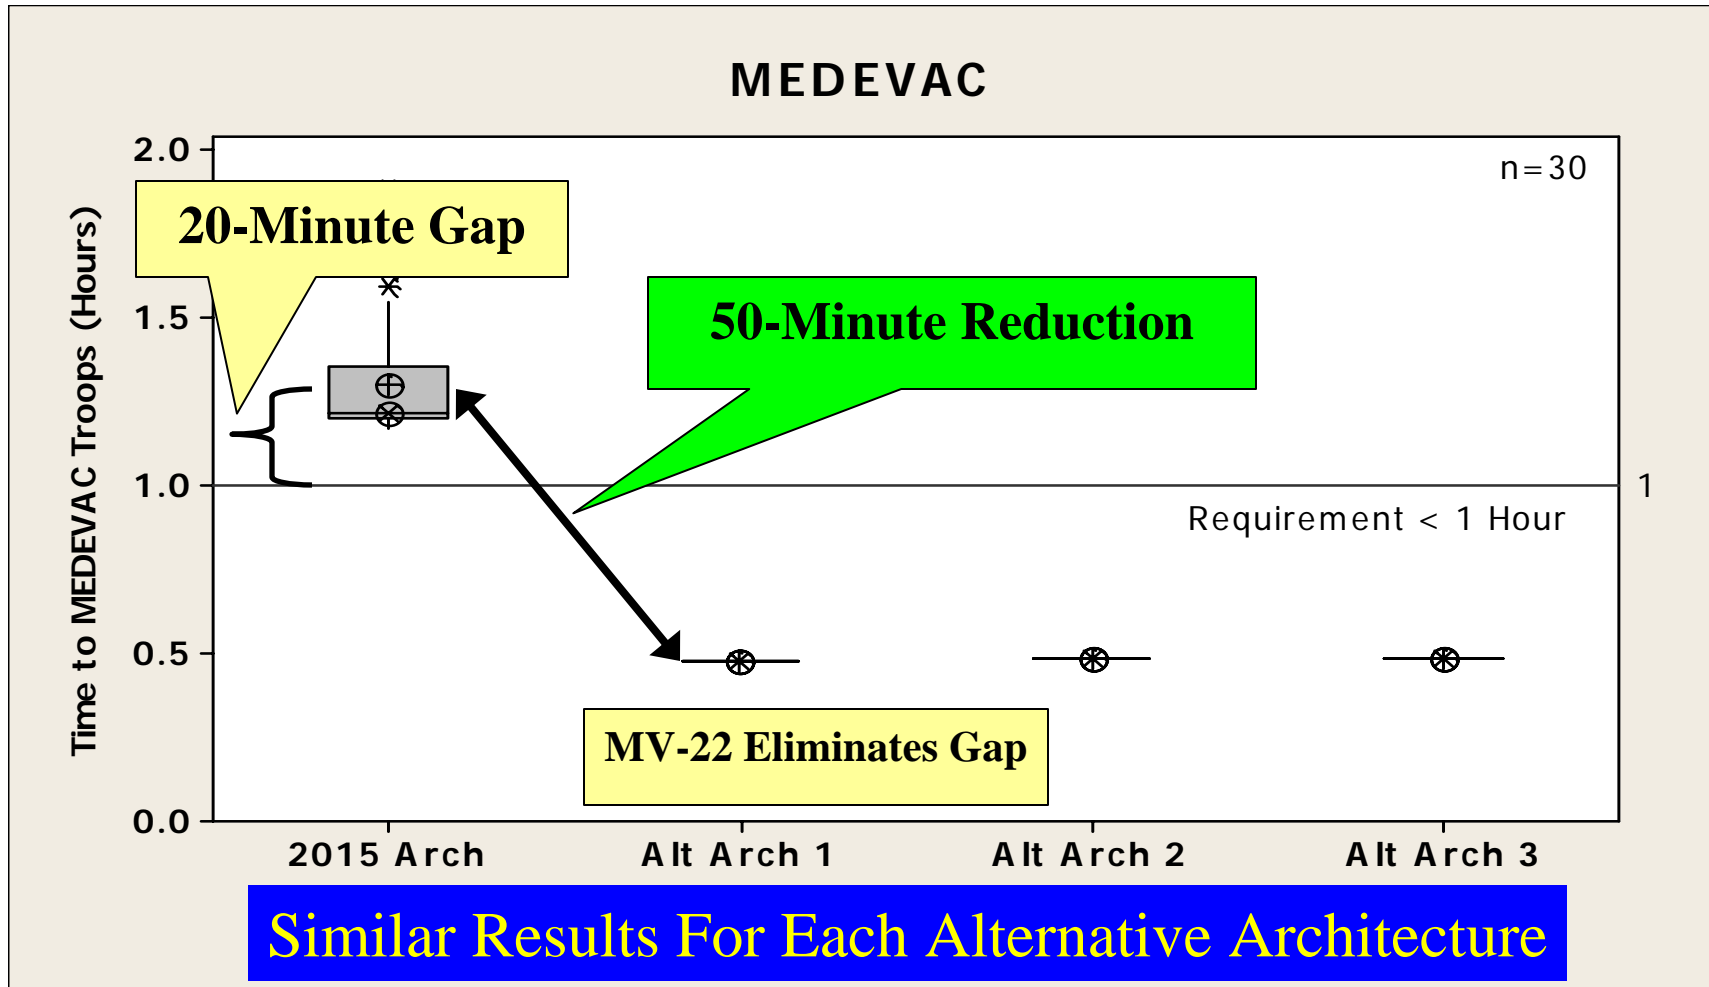 MEDEVAC
n=30
20-Minute Gap
50-Minute Reduction
Time to MEDEVAC Troops (Hours)
2.0
1.5
1.0
0.5
0.0
1
Requirement < 1 Hour
MV-22 Eliminates Gap
2015 Arch
Alt Arch 1
Alt Arch 2
Alt Arch 3
Similar Results For Each Alternative Architecture